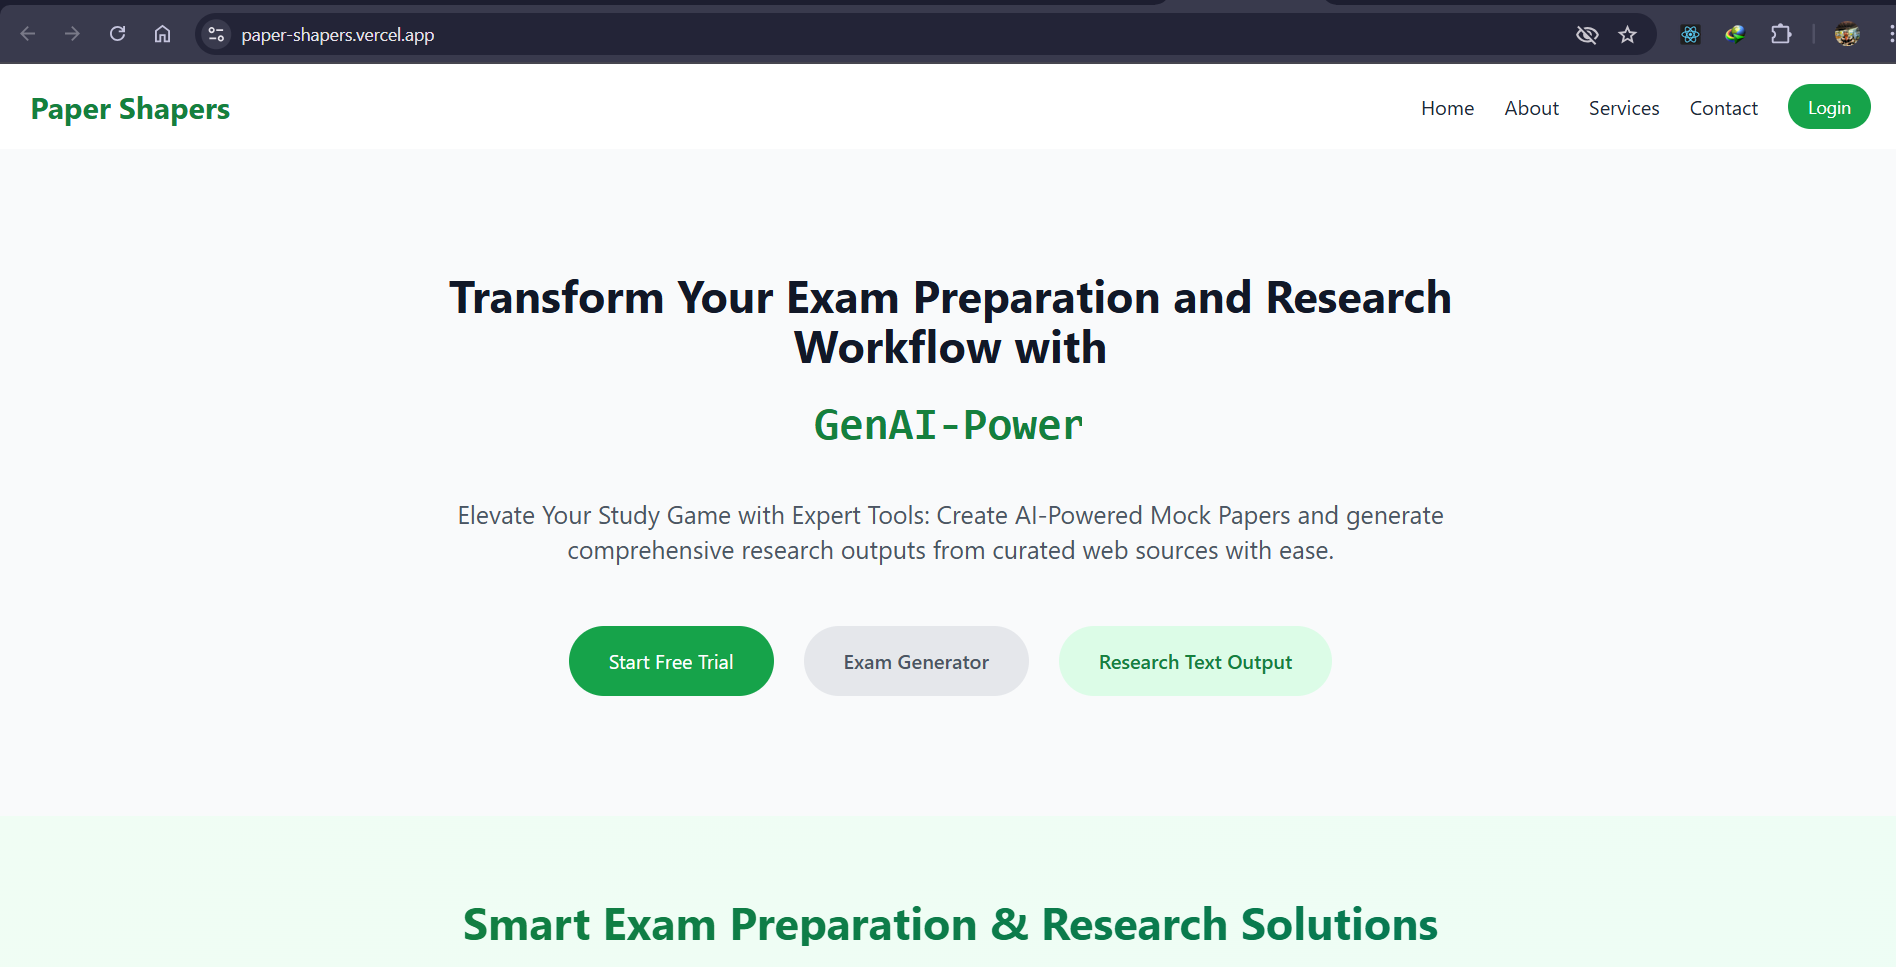 paper-shapers.vercel.app
Paper Shapers
Home About Services Contact Login
Transform Your Exam Preparation and Research
Workflow with
GenAI-Power
Elevate Your Study Game with Expert Tools: Create AI-Powered Mock Papers and generate
comprehensive research outputs from curated web sources with ease.
Start Free Trial Exam Generator Research Text Output
Smart Exam Preparation & Research Solutions